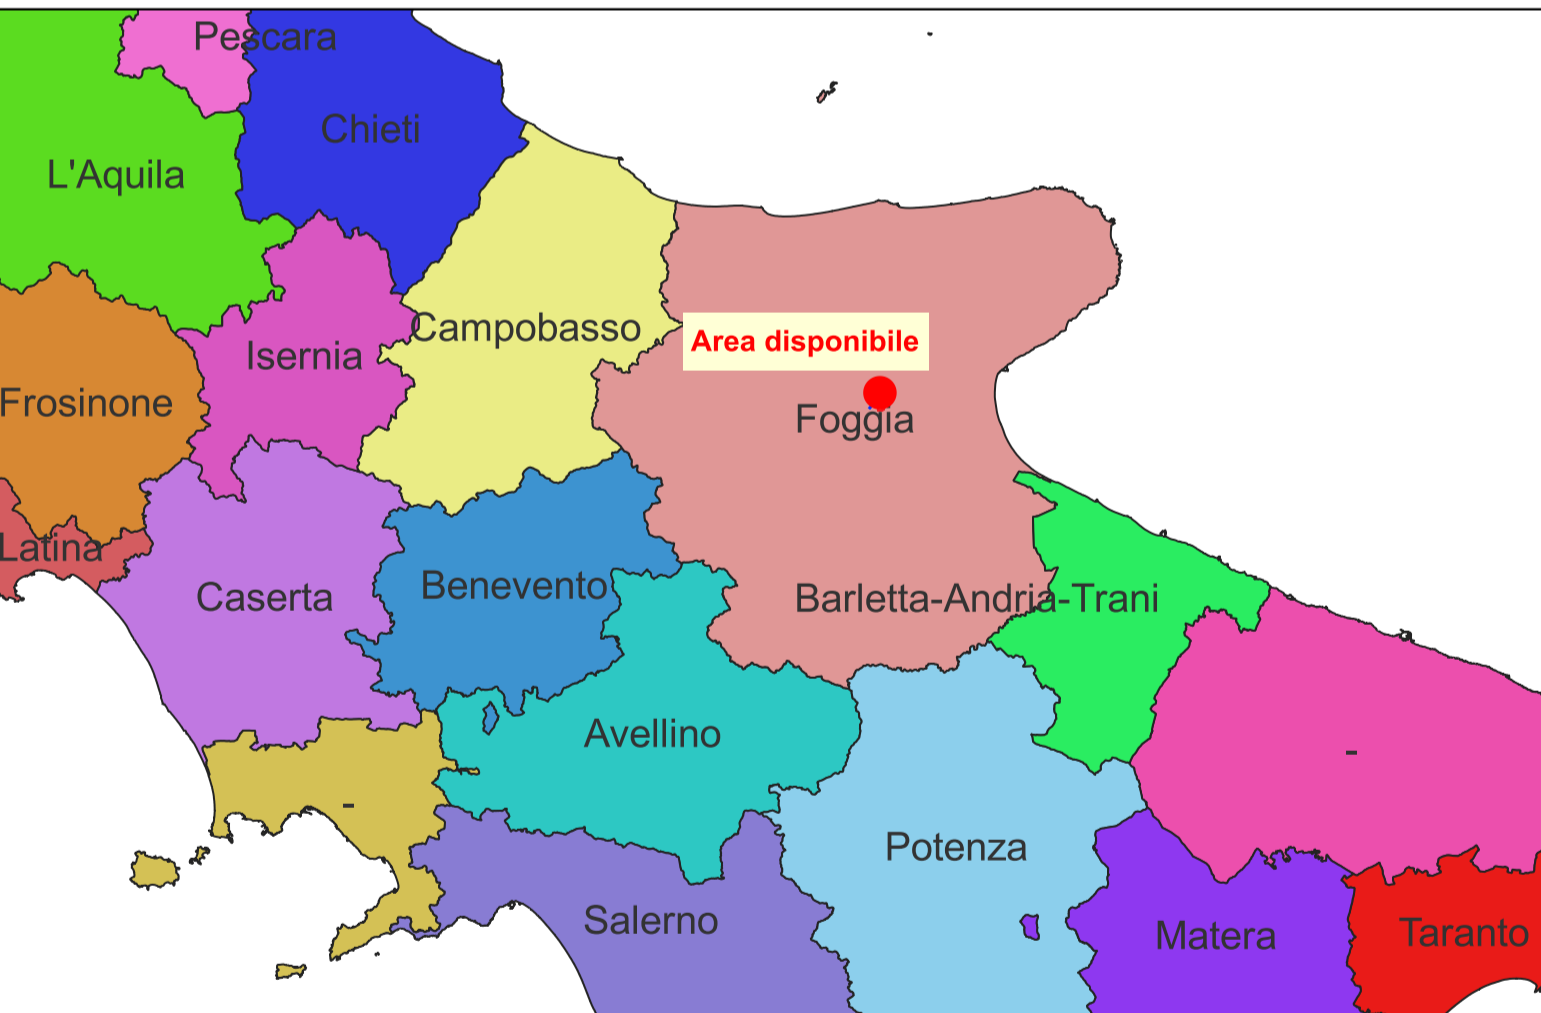 Pescara
Chieti
L'Aquila
Campobasso
Area disponibile
Isernia
Frosinone
Foggia
Latina
Benevento
Caserta
Barletta-Andria-Trani
Avellino
-
-
Potenza
Salerno
Matera
Taranto